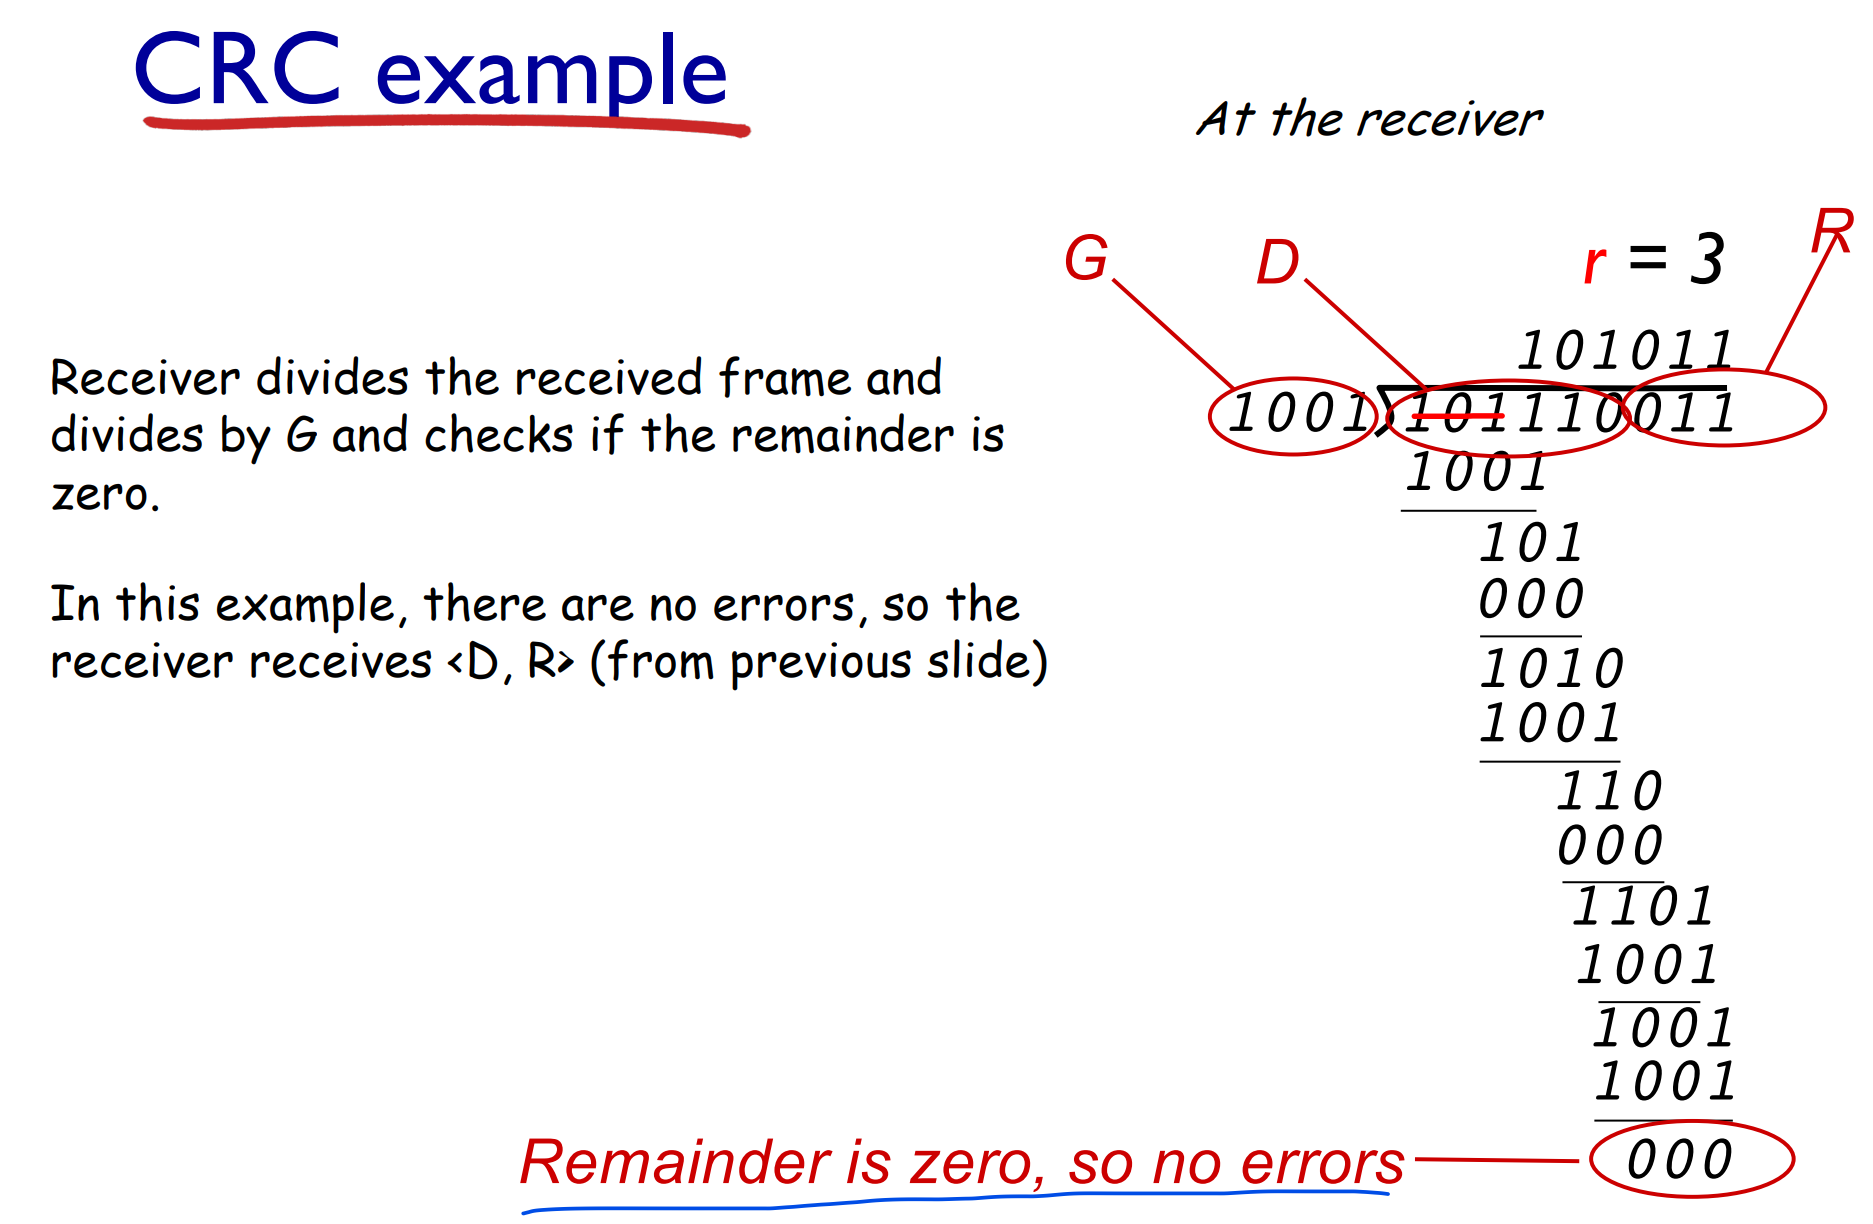 CRC example
At the receiver
G D r = 3 R
101011
1001 101110011
1001
101
000
1010
1001
110
000
1101
1001
1001
1001
000
Receiver divides the received frame and
divides by G and checks if the remainder is
zero.
In this example, there are no errors, so the
receiver receives <D, R> (from previous slide)
Remainder is zero, so no errors